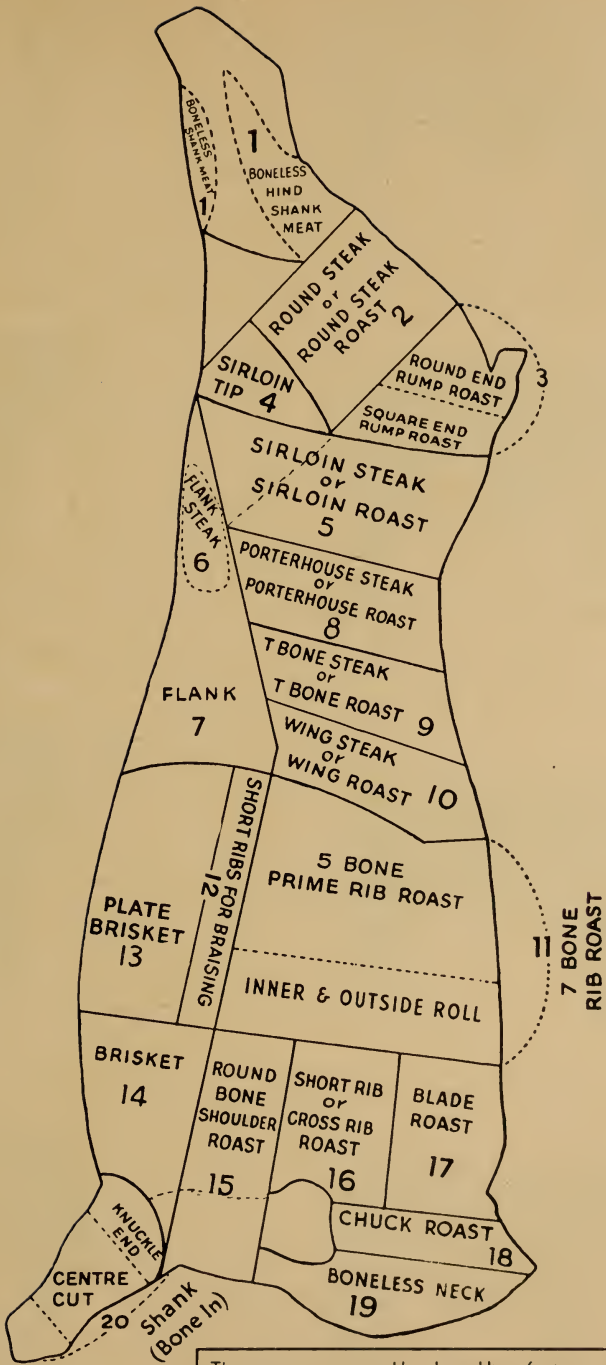 BONELESS
SHANK MEAT
1
1
BONELESS
HIND
SHANK
MEAT
ROUND STEAK
or
ROUND STEAK
ROAST
2
ROUND END
RUMP ROAST
3
SQUARE END
RUMP ROAST
SIRLOIN
TIP 4
SIRLOIN STEAK
or
SIRLOIN ROAST
5
FLANK
STEAK
6
PORTERHOUSE STEAK
or
PORTERHOUSE ROAST
8
T BONE STEAK
or
T BONE ROAST 9
FLANK
7
WING STEAK
or
WING ROAST 10
SHORT RIBS FOR BRAISING
12
5 BONE
PRIME RIB ROAST
PLATE
BRISKET
13
11
7 BONE
RIB ROAST
INNER & OUTSIDE ROLL
BRISKET
14
ROUND
BONE
SHOULDER
ROAST
15
SHORT RIB
or
CROSS RIB
ROAST
16
BLADE
ROAST
17
CHUCK ROAST
18
BONELESS NECK
19
KNUCKLE
END
CENTRE
CUT
20
Shank
(Bone In)